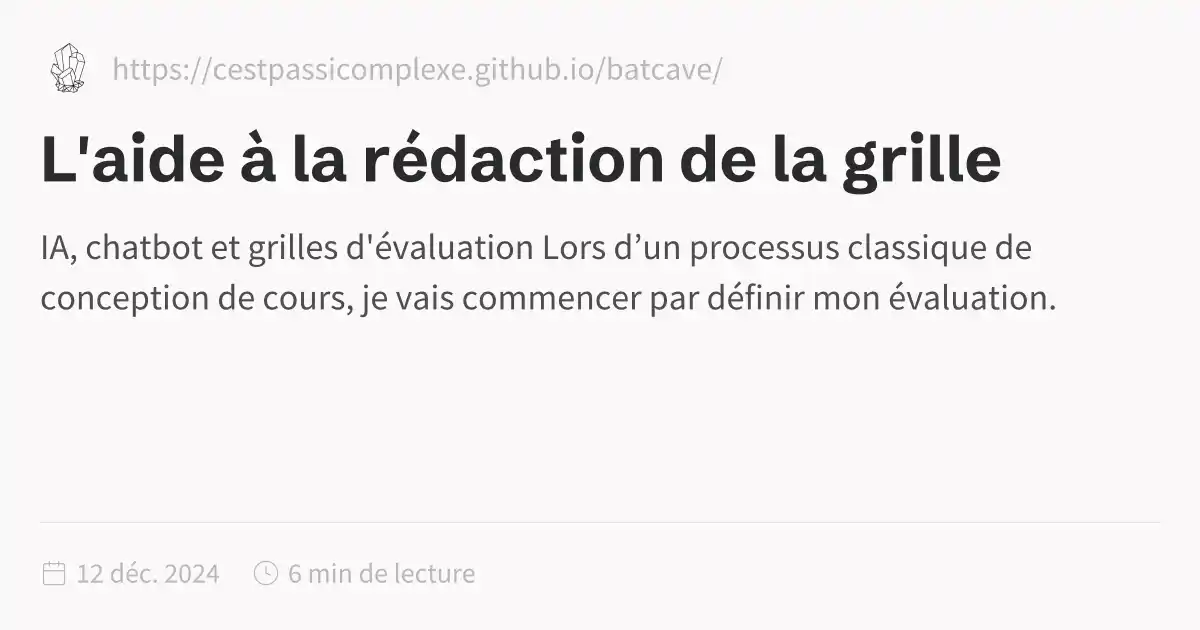 https://cestpassicomplexe.github.io/batcave/
L'aide à la rédaction de la grille
IA, chatbot et grilles d'évaluation Lors d’un processus classique de
conception de cours, je vais commencer par définir mon évaluation.
12 déc. 2024 6 min de lecture